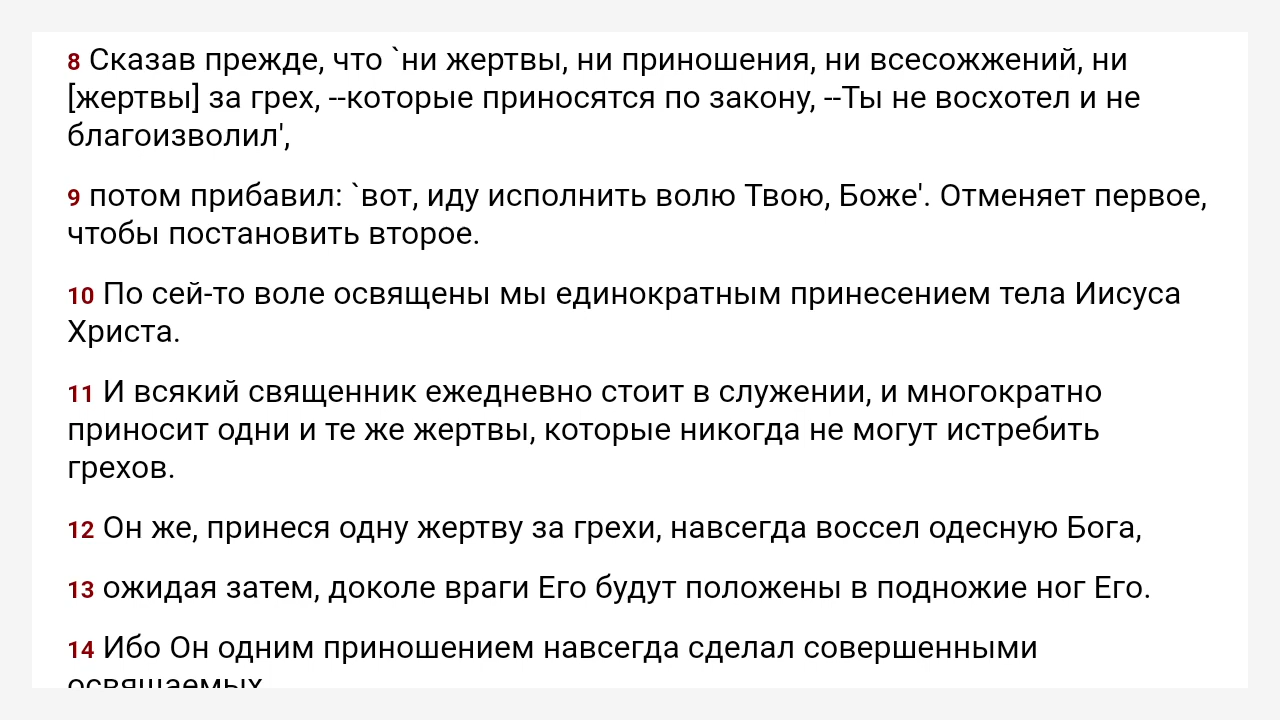 8 Сказав прежде, что `ни жертвы, ни приношения, ни всесожжений, ни
[жертвы] за грех, --которые приносятся по закону, --Ты не восхотел и не
благоизволил',
9 потом прибавил: `вот, иду исполнить волю Твою, Боже'. Отменяет первое,
чтобы постановить второе.
10 По сей-то воле освящены мы единократным принесением тела Иисуса
Христа.
11 И всякий священник ежедневно стоит в служении, и многократно
приносит одни и те же жертвы, которые никогда не могут истребить
грехов.
12 Он же, принеся одну жертву за грехи, навсегда воссел одесную Бога,
13 ожидая затем, доколе враги Его будут положены в подножие ног Его.
14 Ибо Он одним приношением навсегда сделал совершенными
освящаемых